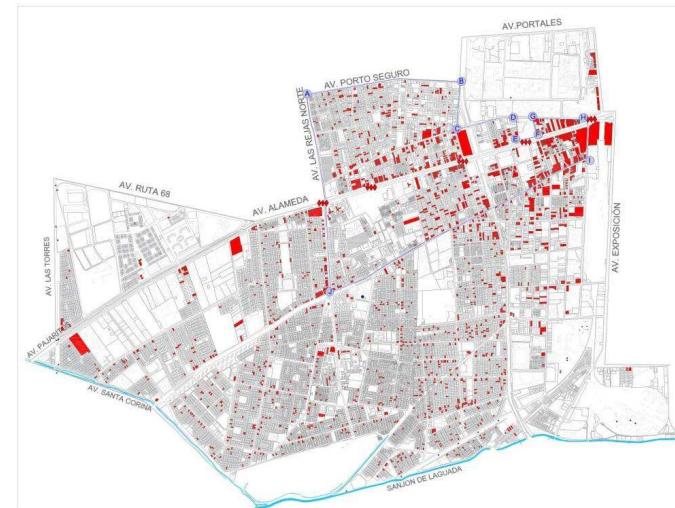 AV.PORTALES
AV. PORTO SEGURO
B
A
AV. LAS REJAS NORTE
D
G
H
C
E
F
I
AV. RUTA 68
AV. ALAMEDA
AV. EXPOSICIÓN
AV. LAS TORRES
J
AV. PAJARITOS
AV. SANTA CORINA
SANJON DE LAGUADA